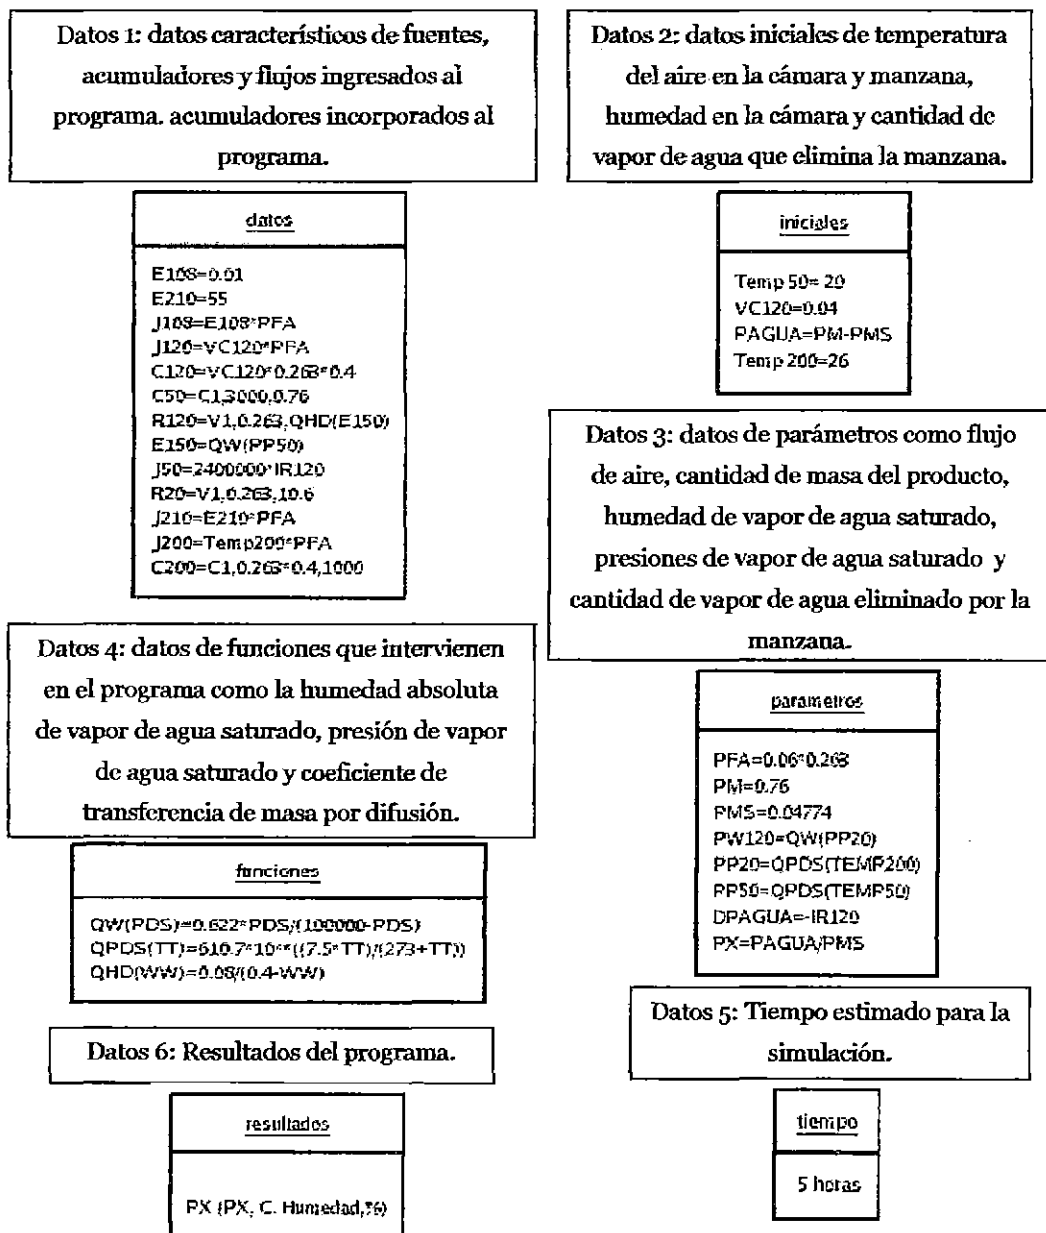 Datos 1: datos característicos de fuentes,
acumuladores y flujos ingresados al
programa. acumuladores incorporados al
programa.
datos
E108=0.01
E210=55
J108=E108*PFA
J120=VC120*PFA
C120=VC120*0.263*0.4
C50=C1,3000,0.76
R120=V1,0.263,QHD(E150)
E150=QW(PP50)
J50=2400000*IR120
R20=V1,0.263,10.6
J210=E210*PFA
J200=Temp200*PFA
C200=C1,0.263*0.4,1000
Datos 2: datos iniciales de temperatura
del aire en la cámara y manzana,
humedad en la cámara y cantidad de
vapor de agua que elimina la manzana.
iniciales
Temp 50= 20
VC120=0.04
PAGUA=PM-PMS
Temp 200=26
Datos 3: datos de parámetros como flujo
de aire, cantidad de masa del producto,
humedad de vapor de agua saturado,
presiones de vapor de agua saturado y
cantidad de vapor de agua eliminado por la
manzana.
parametros
PFA=0.06*0.263
PM=0.76
PMS=0.04774
PW120=QW(PP20)
PP20=QPDS(TEMP200)
PP50=QPDS(TEMP50)
DPAGUA=-IR120
PX=PAGUA/PMS
Datos 4: datos de funciones que intervienen
en el programa como la humedad absoluta
de vapor de agua saturado, presión de vapor
de agua saturado y coeficiente de
transferencia de masa por difusión.
funciones
QW(PDS)=0.622*PDS/(100000-PDS)
QPDS(TT)=610.7*10**((7.5*TT)/(273+TT))
QHD(WW)=0.08/(0.4-WW)
Datos 5: Tiempo estimado para la
simulación.
tiempo
5 horas
Datos 6: Resultados del programa.
resultados
PX (PX, C. Humedad,%)